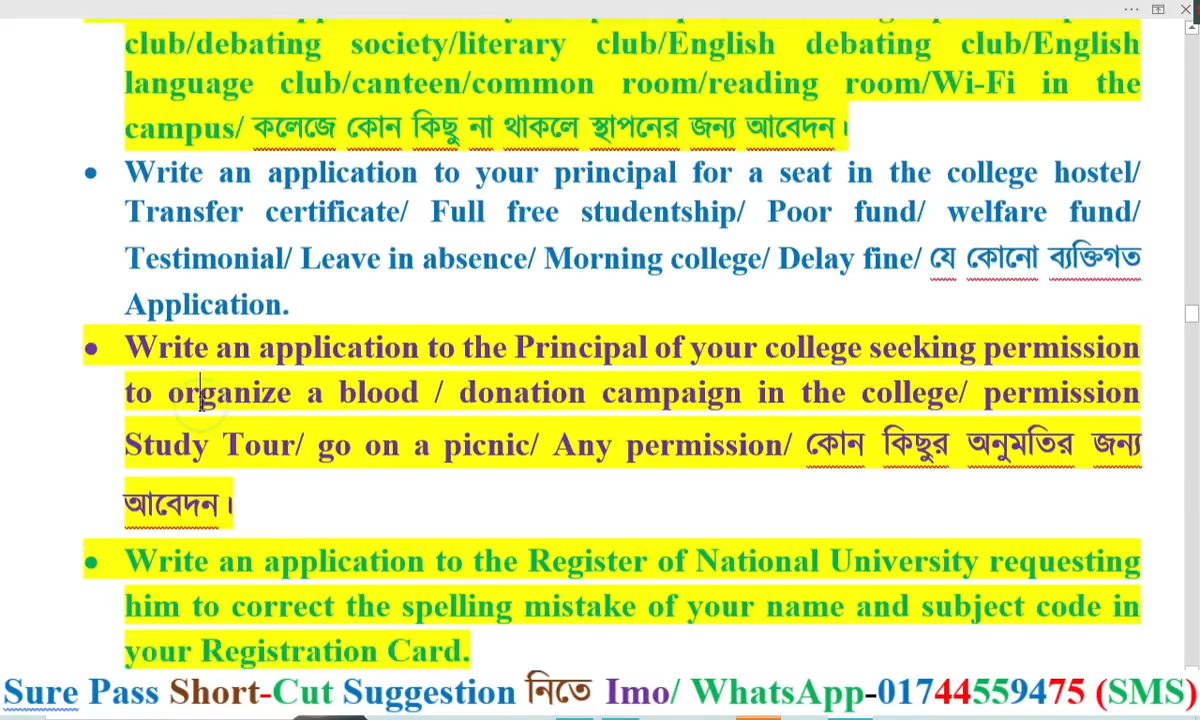 club/debating society/literary club/English debating club/English
language club/canteen/common room/reading room/Wi-Fi in the
campus/ কলেজে কোন কিছু না থাকলে স্থাপনের জন্য আবেদন।
• Write an application to your principal for a seat in the college hostel/
Transfer certificate/ Full free studentship/ Poor fund/ welfare fund/
Testimonial/ Leave in absence/ Morning college/ Delay fine/ যে কোনো ব্যক্তিগত
Application.
• Write an application to the Principal of your college seeking permission
to organize a blood / donation campaign in the college/ permission
Study Tour/ go on a picnic/ Any permission/ কোন কিছুর অনুমতির জন্য
আবেদন।
• Write an application to the Register of National University requesting
him to correct the spelling mistake of your name and subject code in
your Registration Card.
Sure Pass Short-Cut Suggestion নিতে Imo/ WhatsApp-01744559475 (SMS)